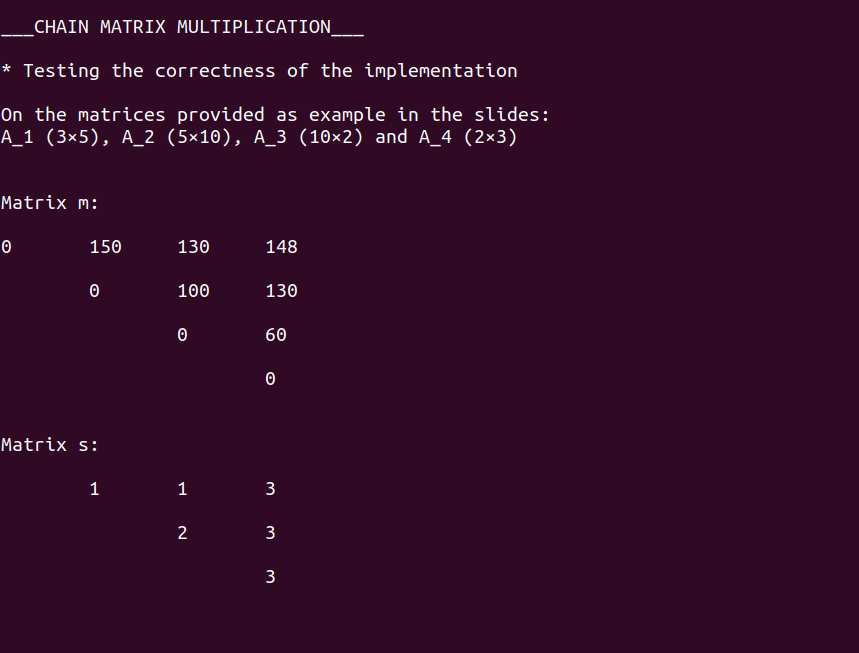 ___CHAIN MATRIX MULTIPLICATION___
* Testing the correctness of the implementation
On the matrices provided as example in the slides:
A_1 (3×5), A_2 (5×10), A_3 (10×2) and A_4 (2×3)
Matrix m:
0 150 130 148
0 100 130
0 60
0
Matrix s:
1 1 3
2 3
3